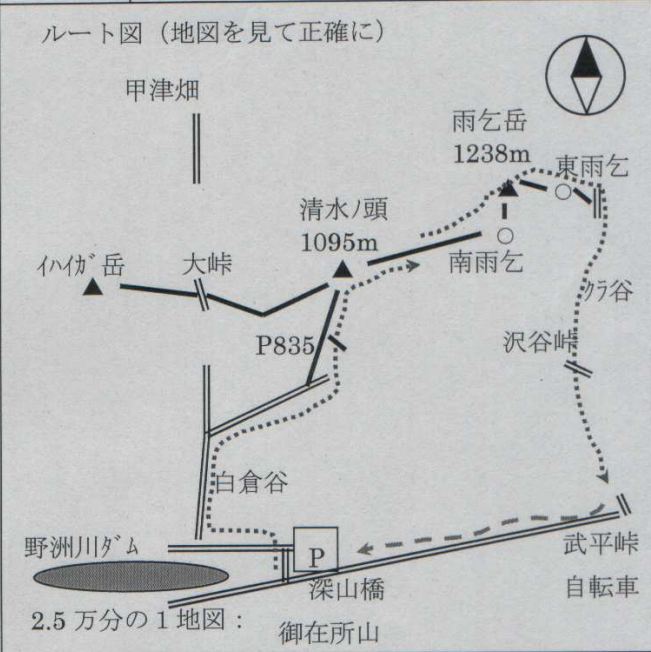 ルート図（地図を見て正確に）
甲津畑
雨乞岳
1238m
東雨乞
清水ノ頭
1095m
ｲﾊｲｶﾞ岳
大峠
南雨乞
ｸﾗ谷
P835
沢谷峠
白倉谷
野洲川ﾀﾞﾑ
P
武平峠
深山橋
自転車
2.5 万分の 1 地図：
御在所山